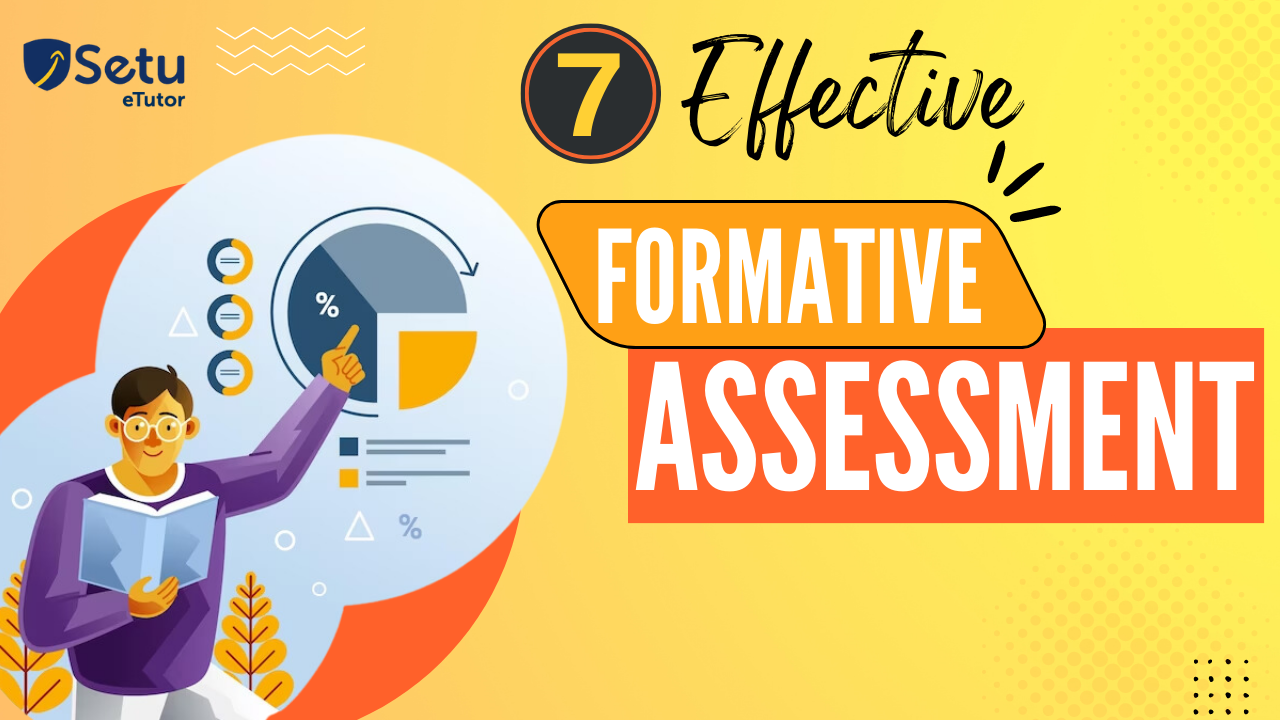 Setu
eTutor
7 Effective
FORMATIVE
ASSESSMENT
%
%